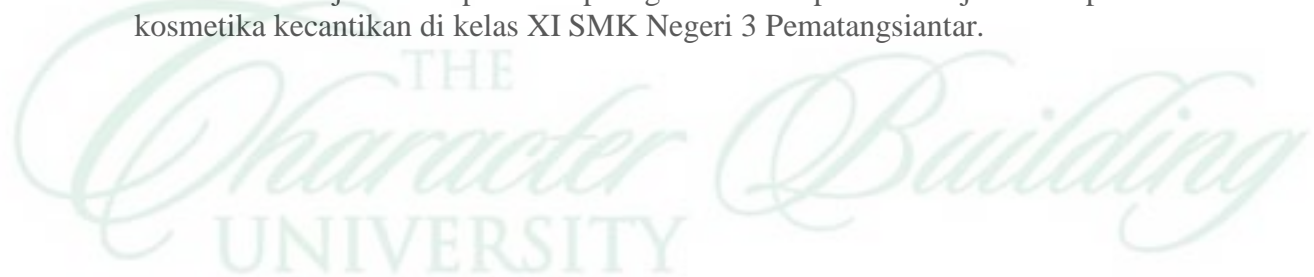 kosmetika kecantikan di kelas XI SMK Negeri 3 Pematangsiantar.
THE
Character Building
UNIVERSITY